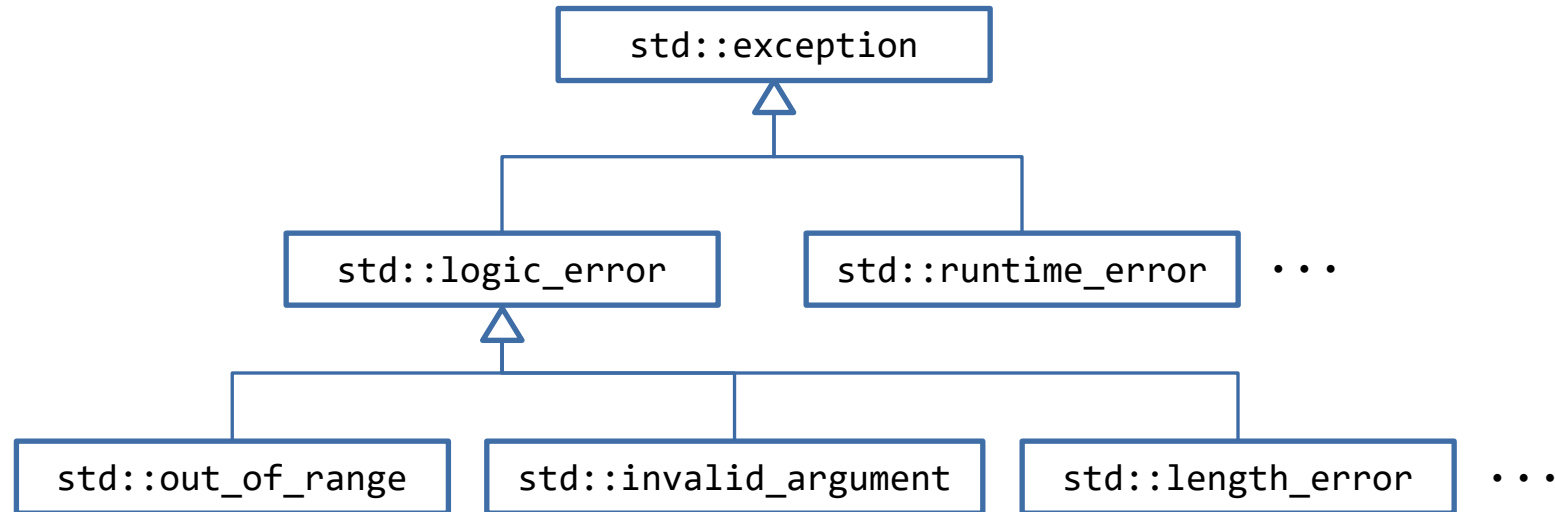 std::exception
std::logic_error
std::runtime_error ...
std::out_of_range
std::invalid_argument
std::length_error ...